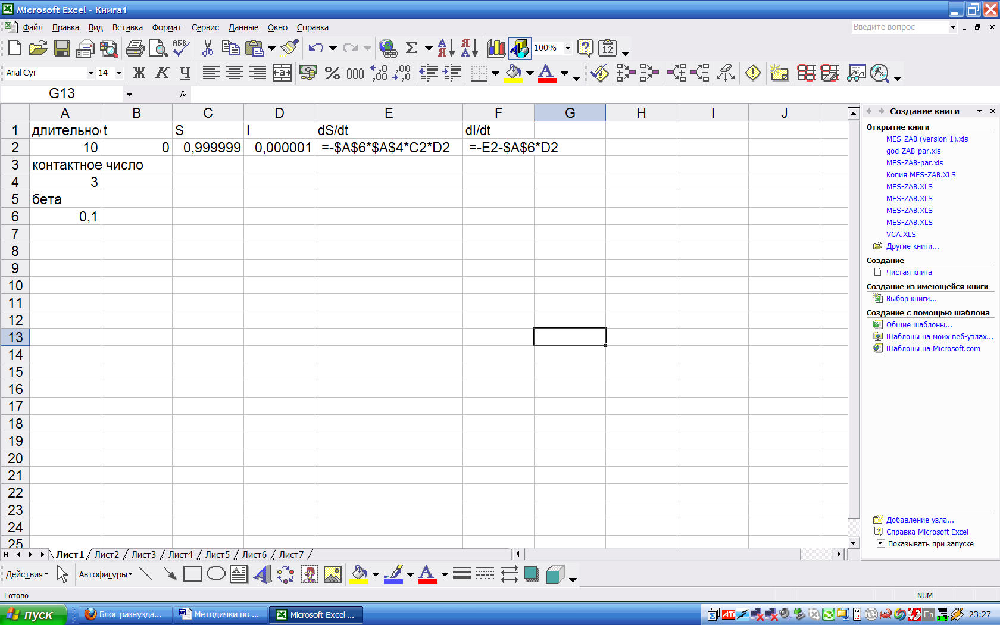 Microsoft Excel - Книга1
Файл Правка Вид Вставка Формат Сервис Данные Окно Справка Введите вопрос
100%
Arial Cyr 14 Ж К Ч % 000
G13 fx
A B C D E F G H I J
1 длительнос t S I dS/dt dI/dt
2 10 0 0,999999 0,000001 =-$A$6*$A$4*C2*D2 =-E2-$A$6*D2
3 контактное число
4 3
5 бета
6 0,1
7
8
9
10
11
12
13
14
15
16
17
18
19
20
21
22
23
24
25
Создание книги
Открытие книги
MES-ZAB (version 1).xls
god-ZAB-par.xls
MES-ZAB-par.xls
Копия MES-ZAB.XLS
MES-ZAB.XLS
MES-ZAB.XLS
MES-ZAB.XLS
MES-ZAB.XLS
VGA.XLS
Другие книги...
Создание
Чистая книга
Создание из имеющейся книги
Выбор книги...
Создание с помощью шаблона
Общие шаблоны...
Шаблоны на моих веб-узлах...
Шаблоны на Microsoft.com
Добавление узла...
Справка Microsoft Excel
Показывать при запуске
Лист1 Лист2 Лист3 Лист4 Лист5 Лист6 Лист7
Действия Автофигуры
Готово NUM
пуск Блог разнузда... Методички по ... Microsoft Excel ... ATI En 23:27